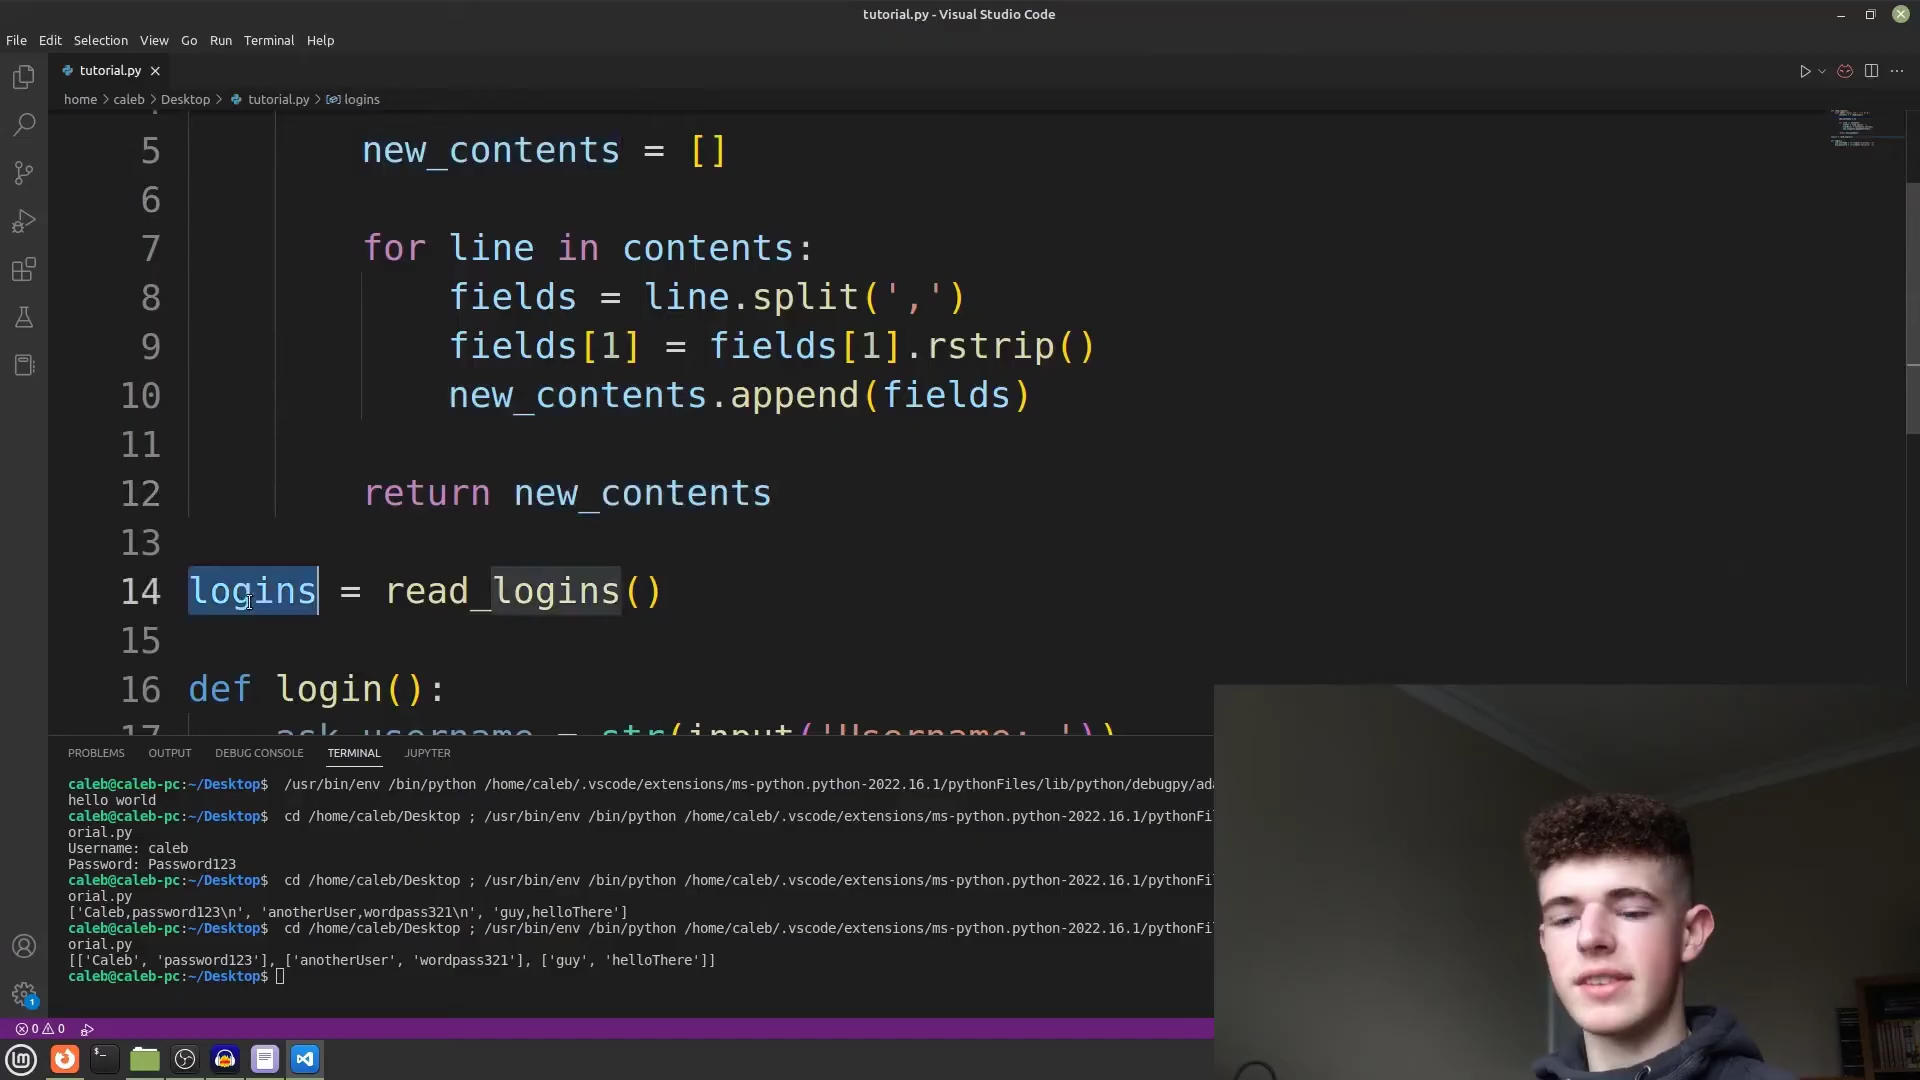 tutorial.py - Visual Studio Code
File Edit Selection View Go Run Terminal Help
tutorial.py
home > caleb > Desktop > tutorial.py > logins
5 new_contents = []
6
7 for line in contents:
8 fields = line.split(',')
9 fields[1] = fields[1].rstrip()
10 new_contents.append(fields)
11
12 return new_contents
13
14 logins = read_logins()
15
16 def login():
17 ask_username = str(input('Username: '))
PROBLEMS OUTPUT DEBUG CONSOLE TERMINAL JUPYTER
caleb@caleb-pc:~/Desktop$ /usr/bin/env /bin/python /home/caleb/.vscode/extensions/ms-python.python-2022.16.1/pythonFiles/lib/python/debugpy/ad
hello world
caleb@caleb-pc:~/Desktop$ cd /home/caleb/Desktop ; /usr/bin/env /bin/python /home/caleb/.vscode/extensions/ms-python.python-2022.16.1/pythonFi
orial.py
Username: caleb
Password: Password123
caleb@caleb-pc:~/Desktop$ cd /home/caleb/Desktop ; /usr/bin/env /bin/python /home/caleb/.vscode/extensions/ms-python.python-2022.16.1/pythonFi
orial.py
['Caleb,password123\n', 'anotherUser,wordpass321\n', 'guy,helloThere']
caleb@caleb-pc:~/Desktop$ cd /home/caleb/Desktop ; /usr/bin/env /bin/python /home/caleb/.vscode/extensions/ms-python.python-2022.16.1/pythonFi
orial.py
[['Caleb', 'password123'], ['anotherUser', 'wordpass321'], ['guy', 'helloThere']]
caleb@caleb-pc:~/Desktop$
1
0 0